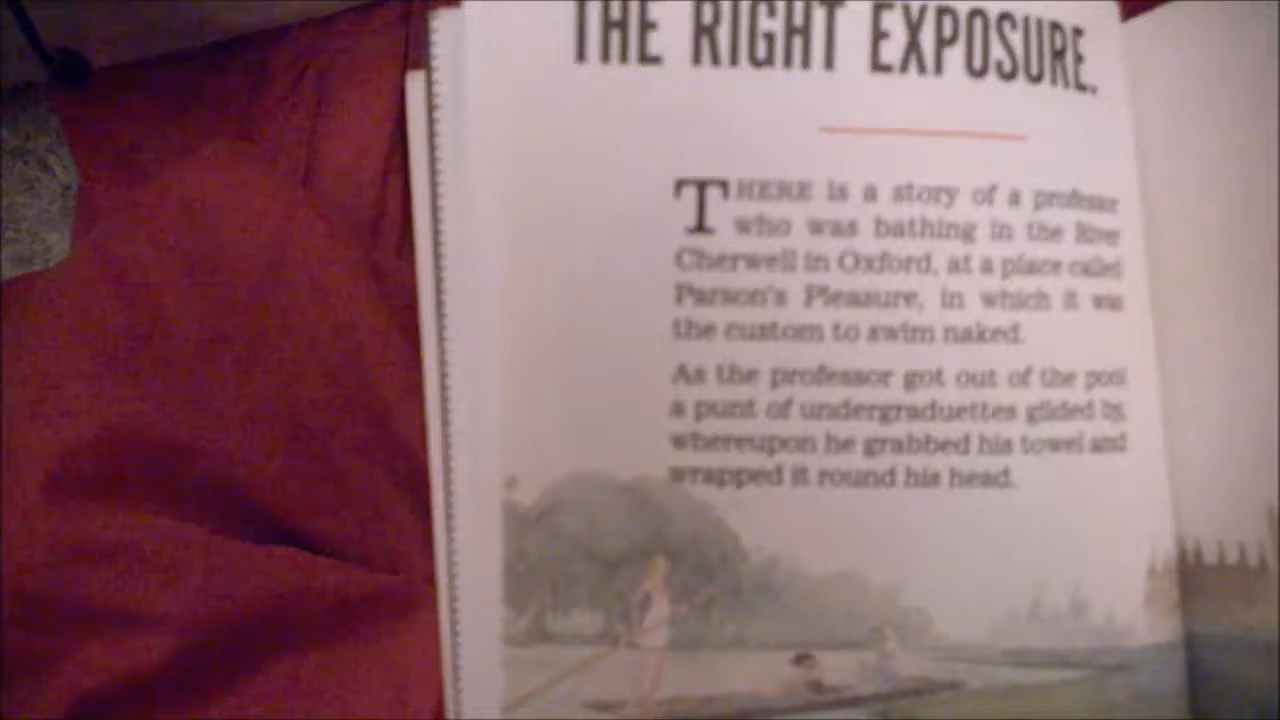 THE RIGHT EXPOSURE.
THERE is a story of a professor
who was bathing in the River
Cherwell in Oxford, at a place called
Parson's Pleasure, in which it was
the custom to swim naked.
As the professor got out of the pool
a punt of undergraduettes glided by,
whereupon he grabbed his towel and
wrapped it round his head.